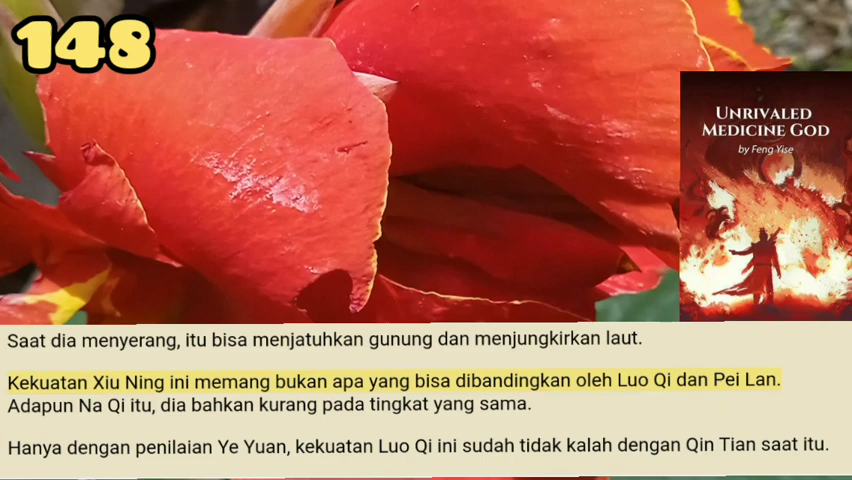 148
UNRIVALED
MEDICINE GOD
by Feng Yise
Saat dia menyerang, itu bisa menjatuhkan gunung dan menjungkirkan laut.
Kekuatan Xiu Ning ini memang bukan apa yang bisa dibandingkan oleh Luo Qi dan Pei Lan.
Adapun Na Qi itu, dia bahkan kurang pada tingkat yang sama.
Hanya dengan penilaian Ye Yuan, kekuatan Luo Qi ini sudah tidak kalah dengan Qin Tian saat itu.